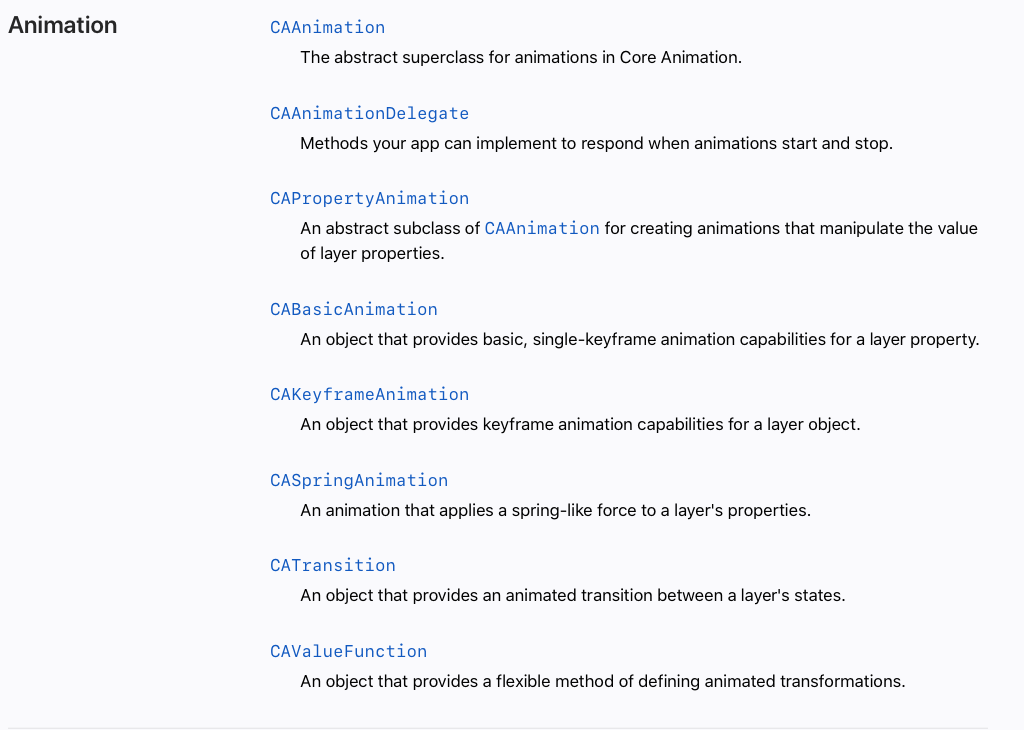 Animation
CAAnimation
The abstract superclass for animations in Core Animation.
CAAnimationDelegate
Methods your app can implement to respond when animations start and stop.
CAPropertyAnimation
An abstract subclass of CAAnimation for creating animations that manipulate the value
of layer properties.
CABasicAnimation
An object that provides basic, single-keyframe animation capabilities for a layer property.
CAKeyframeAnimation
An object that provides keyframe animation capabilities for a layer object.
CASpringAnimation
An animation that applies a spring-like force to a layer's properties.
CATransition
An object that provides an animated transition between a layer's states.
CAValueFunction
An object that provides a flexible method of defining animated transformations.